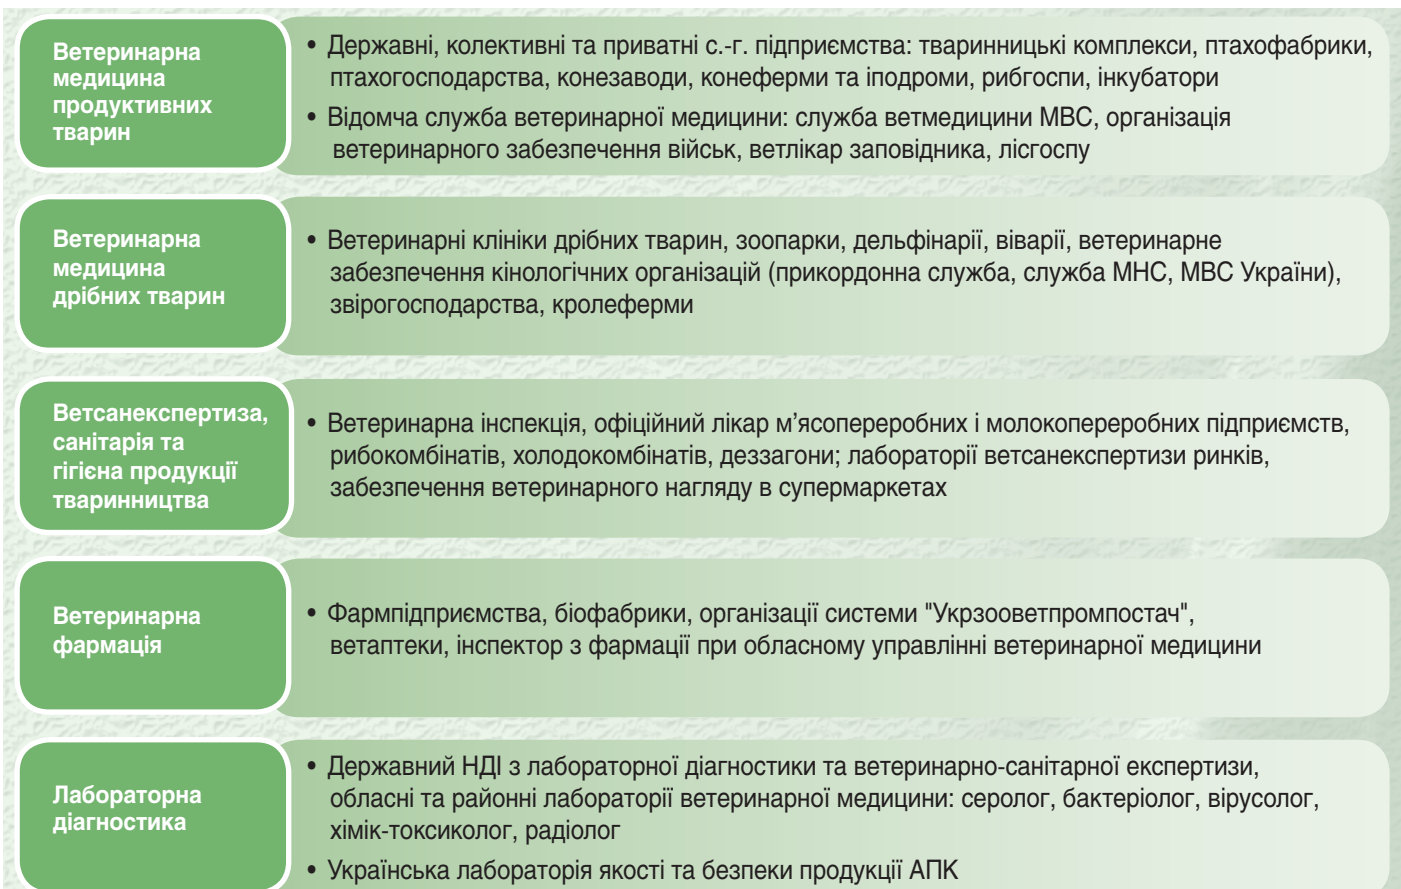 Ветеринарна
медицина
продуктивних
тварин
• Державні, колективні та приватні с.-г. підприємства: тваринницькі комплекси, птахофабрики,
птахогосподарства, конезаводи, конеферми та іподроми, рибгоспи, інкубатори
• Відомча служба ветеринарної медицини: служба ветмедицини МВС, організація
ветеринарного забезпечення військ, ветлікар заповідника, лісгоспу
Ветеринарна
медицина
дрібних тварин
• Ветеринарні клініки дрібних тварин, зоопарки, дельфінарії, віварії, ветеринарне
забезпечення кінологічних організацій (прикордонна служба, служба МНС, МВС України),
звірогосподарства, кролеферми
Ветсанекспертиза,
санітарія та
гігієна продукції
тваринництва
• Ветеринарна інспекція, офіційний лікар м’ясопереробних і молокопереробних підприємств,
рибокомбінатів, холодокомбінатів, деззагони; лабораторії ветсанекспертизи ринків,
забезпечення ветеринарного нагляду в супермаркетах
Ветеринарна
фармація
• Фармпідприємства, біофабрики, організації системи "Укрзооветпромпостач",
ветаптеки, інспектор з фармації при обласному управлінні ветеринарної медицини
Лабораторна
діагностика
• Державний НДІ з лабораторної діагностики та ветеринарно-санітарної експертизи,
обласні та районні лабораторії ветеринарної медицини: серолог, бактеріолог, вірусолог,
хімік-токсиколог, радіолог
• Українська лабораторія якості та безпеки продукції АПК